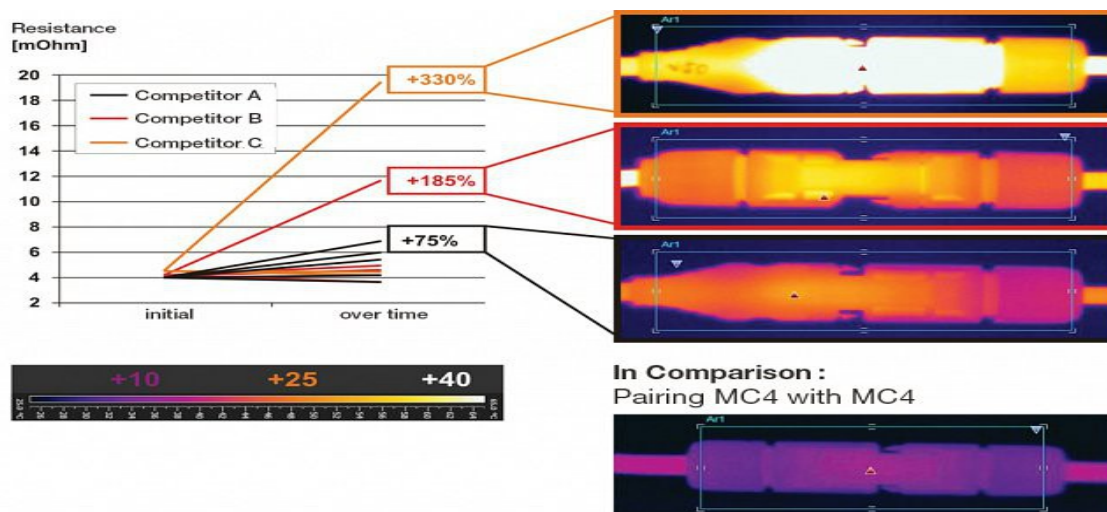 Resistance
[mOhm]
20
18
16
14
12
10
8
6
4
2
Competitor A
Competitor B
Competitor C
+330%
+185%
+75%
initial
over time
Ar1
Ar1
Ar1
+10
+25
+40
In Comparison :
Pairing MC4 with MC4
Ar1